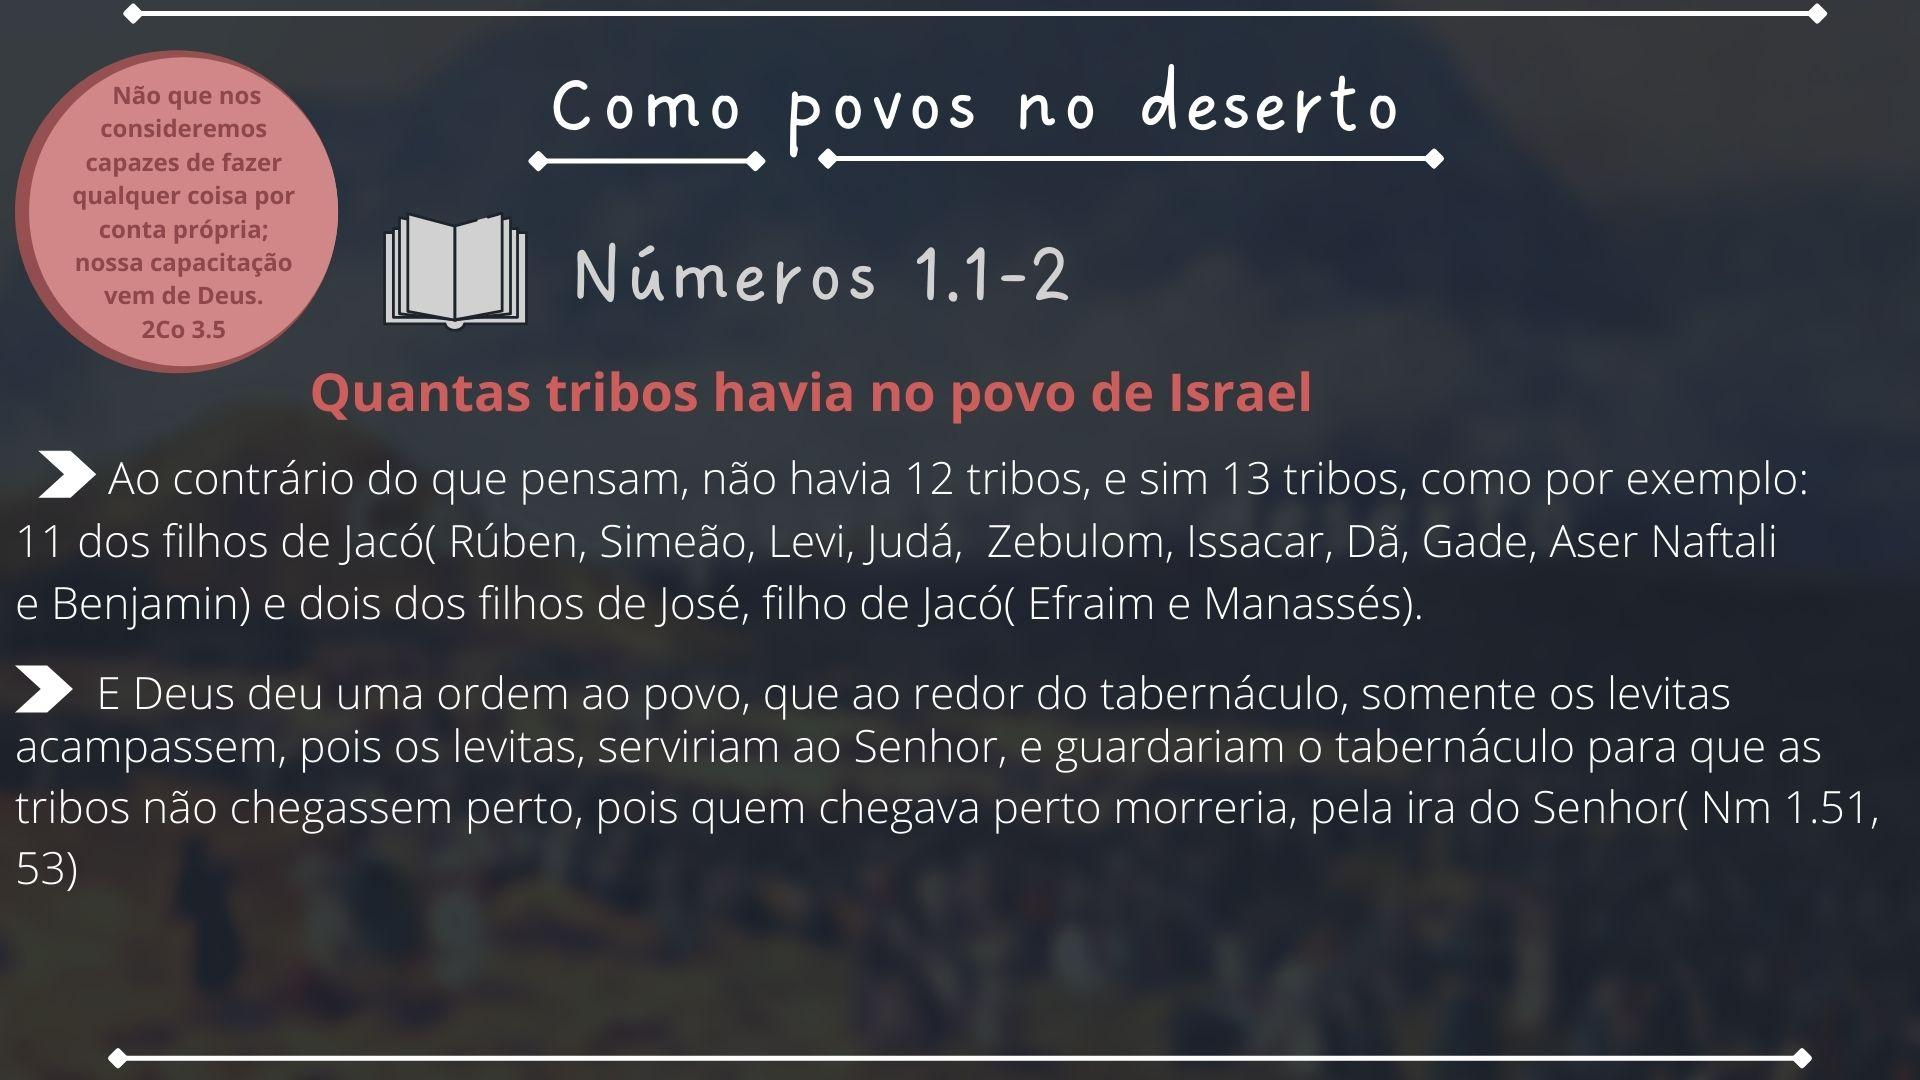 Não que nos
consideremos
capazes de fazer
qualquer coisa por
conta própria;
nossa capacitação
vem de Deus.
2Co 3.5
Como povos no deserto
Números 1.1-2
Quantas tribos havia no povo de Israel
Ao contrário do que pensam, não havia 12 tribos, e sim 13 tribos, como por exemplo:
11 dos filhos de Jacó( Rúben, Simeão, Levi, Judá,  Zebulom, Issacar, Dã, Gade, Aser Naftali
e Benjamin) e dois dos filhos de José, filho de Jacó( Efraim e Manassés).
E Deus deu uma ordem ao povo, que ao redor do tabernáculo, somente os levitas
acampassem, pois os levitas, serviriam ao Senhor, e guardariam o tabernáculo para que as
tribos não chegassem perto, pois quem chegava perto morreria, pela ira do Senhor( Nm 1.51,
53)